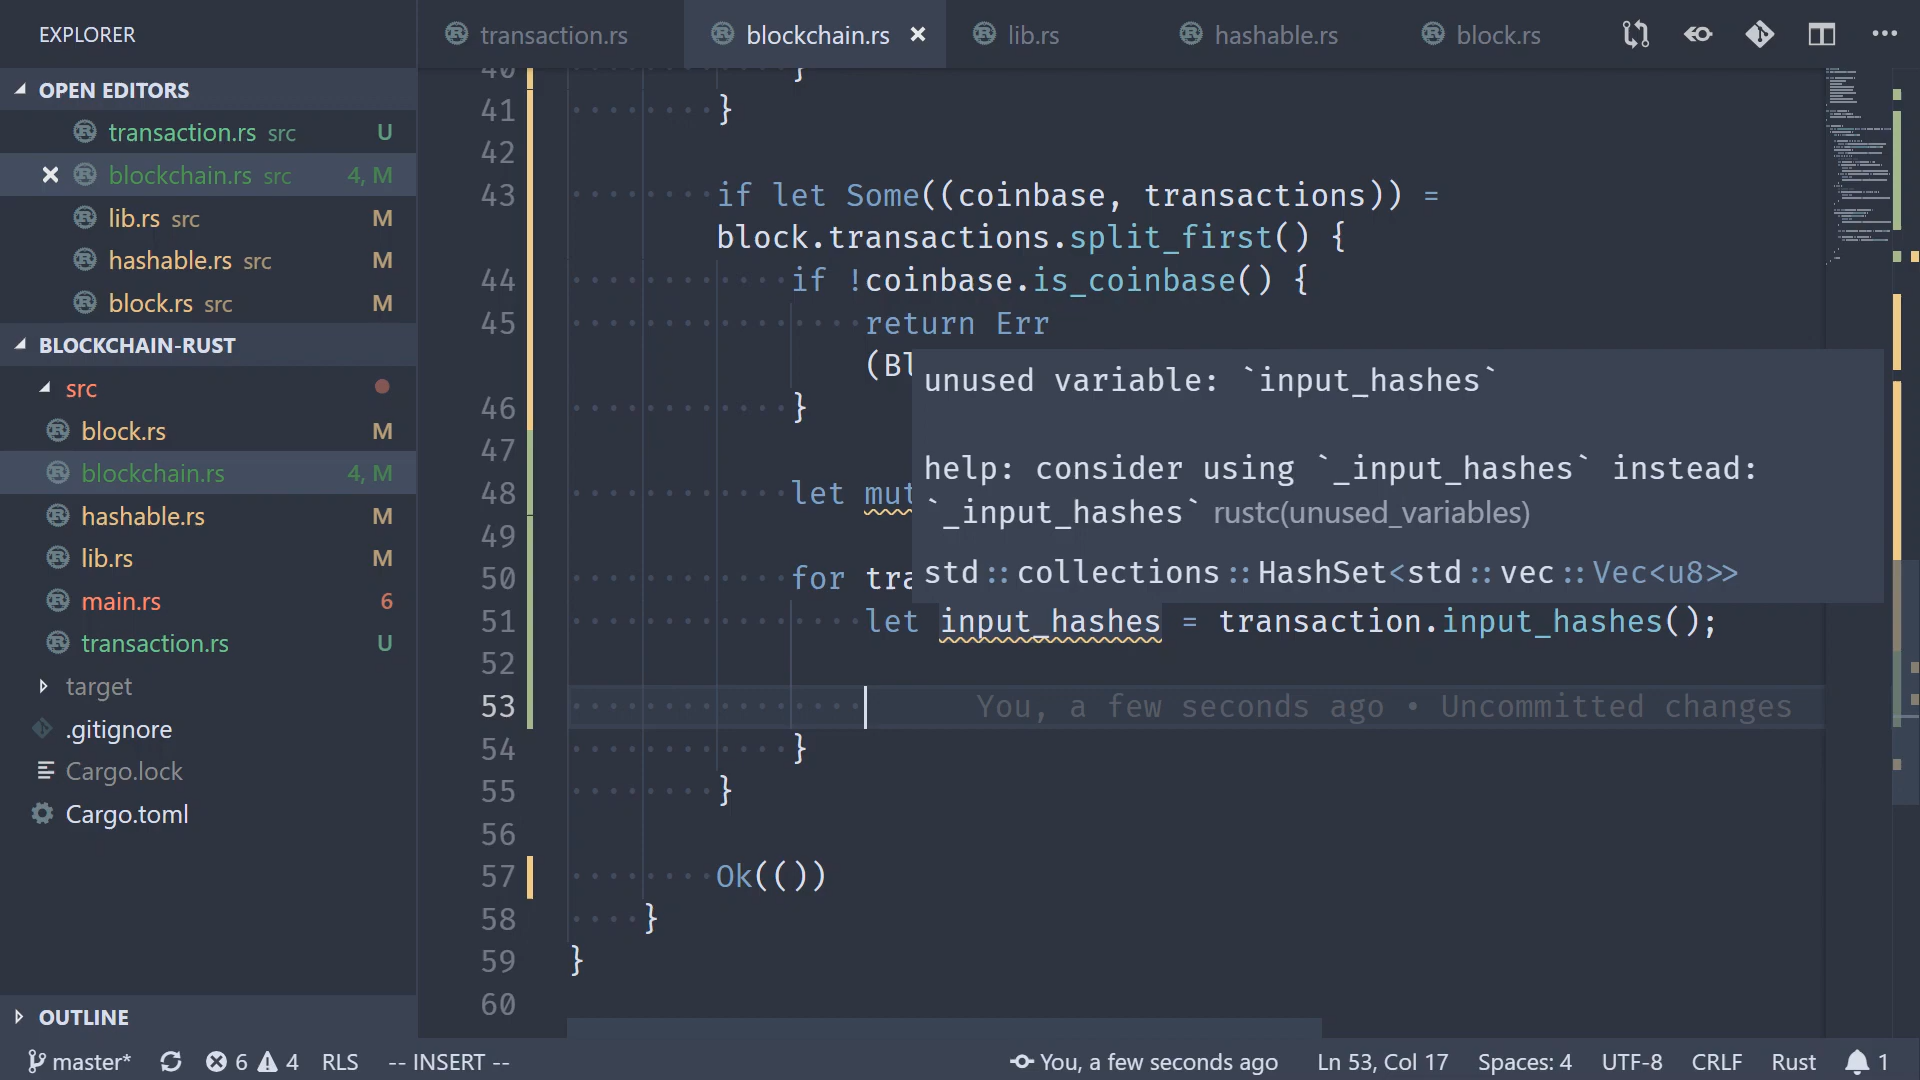 EXPLORER
OPEN EDITORS
transaction.rs src U
blockchain.rs src 4, M
lib.rs src M
hashable.rs src M
block.rs src M
BLOCKCHAIN-RUST
src
block.rs M
blockchain.rs 4, M
hashable.rs M
lib.rs M
main.rs 6
transaction.rs U
target
.gitignore
Cargo.lock
Cargo.toml
OUTLINE
transaction.rs
blockchain.rs
lib.rs
hashable.rs
block.rs
40 }
41 }
42
43 if let Some((coinbase, transactions)) =
block.transactions.split_first() {
44 if !coinbase.is_coinbase() {
45 return Err
(Bl
46 }
47
48 let mut
49
50 for tra
51 let input_hashes = transaction.input_hashes();
52
53 You, a few seconds ago • Uncommitted changes
54 }
55 }
56
57 Ok(())
58 }
59 }
60
unused variable: `input_hashes`
help: consider using `_input_hashes` instead:
`_input_hashes` rustc(unused_variables)
std::collections::HashSet<std::vec::Vec<u8>>
master* 6 4 RLS -- INSERT -- You, a few seconds ago Ln 53, Col 17 Spaces: 4 UTF-8 CRLF Rust 1